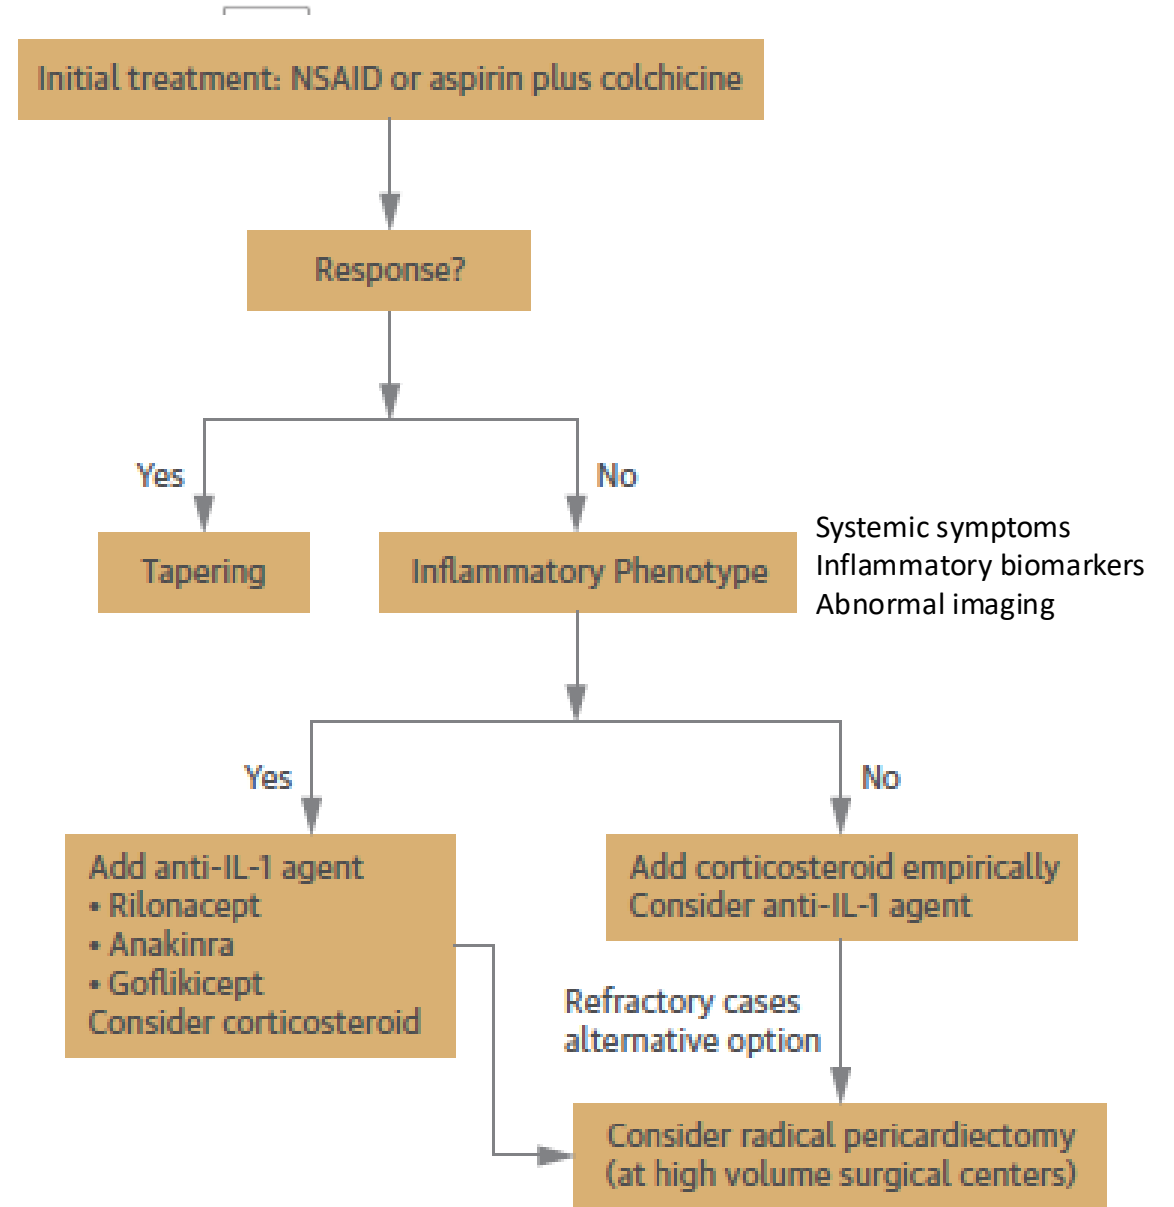 Initial treatment: NSAID or aspirin plus colchicine
Response?
Yes
No
Tapering
Inflammatory Phenotype
Systemic symptoms
Inflammatory biomarkers
Abnormal imaging
Yes
No
Add anti-IL-1 agent
• Rilonacept
• Anakinra
• Goflikicept
Consider corticosteroid
Add corticosteroid empirically
Consider anti-IL-1 agent
Refractory cases
alternative option
Consider radical pericardiectomy
(at high volume surgical centers)